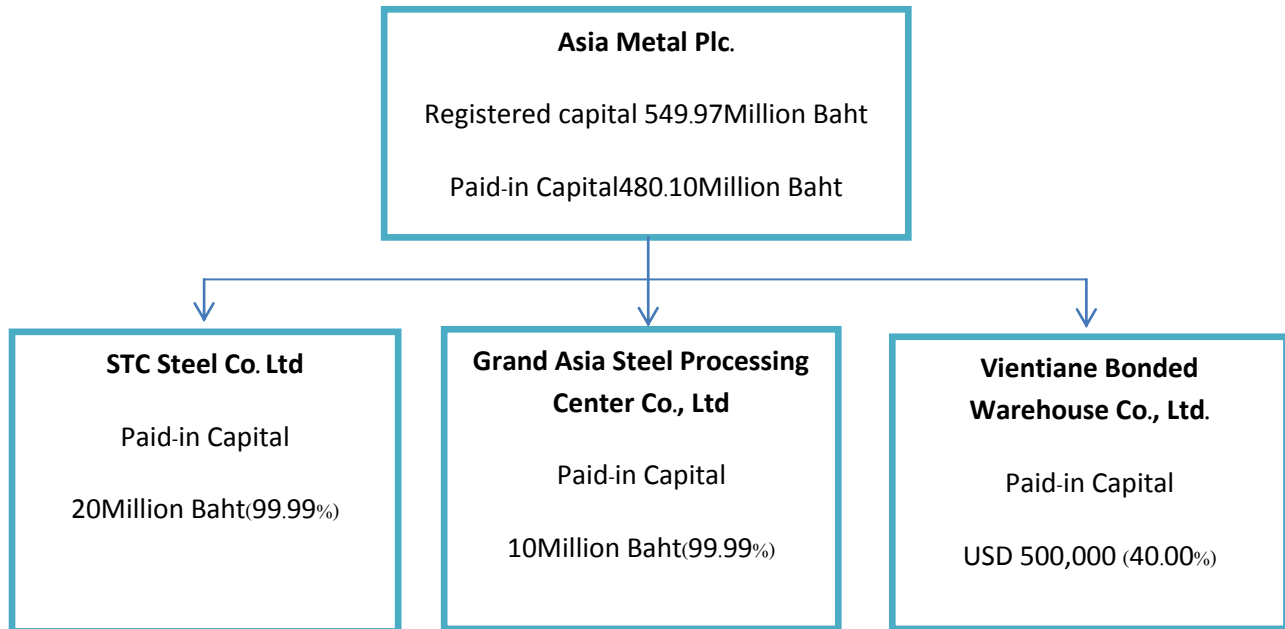 Asia Metal Plc.
Registered capital 549.97Million Baht
Paid-in Capital480.10Million Baht
STC Steel Co. Ltd
Paid-in Capital
20Million Baht(99.99%)
Grand Asia Steel Processing
Center Co., Ltd
Paid-in Capital
10Million Baht(99.99%)
Vientiane Bonded
Warehouse Co., Ltd.
Paid-in Capital
USD 500,000 (40.00%)